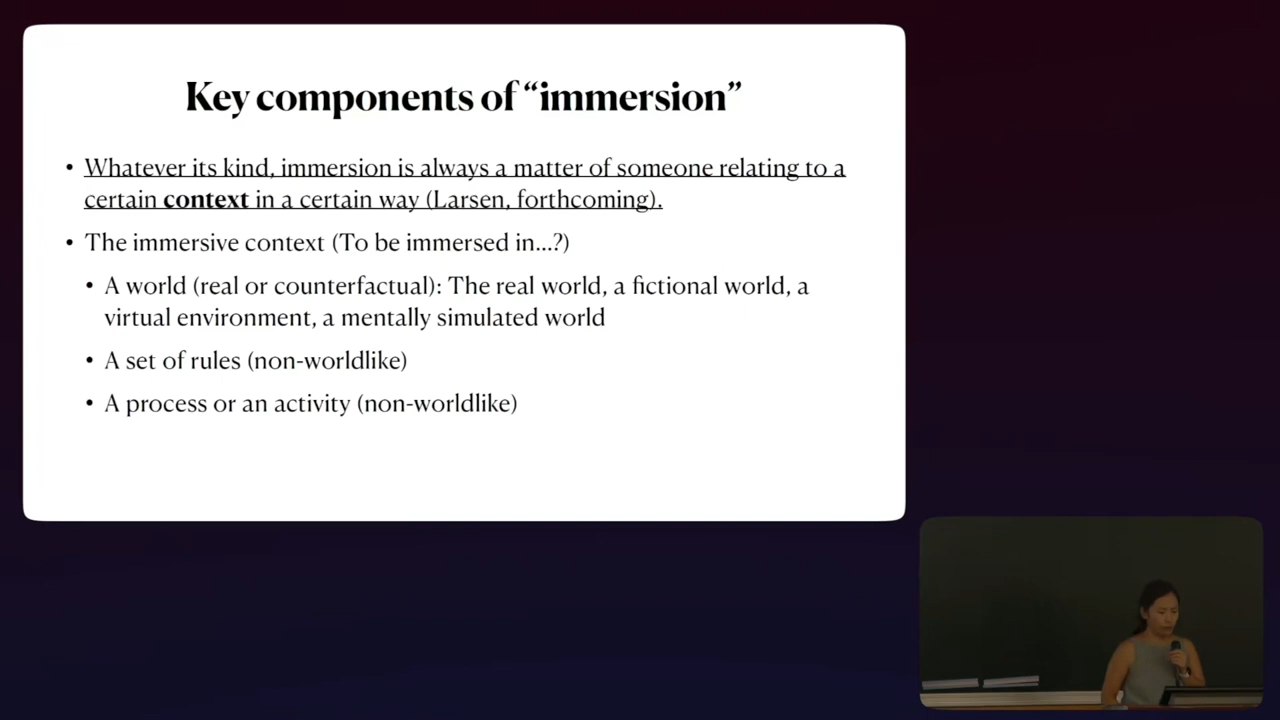 Key components of “immersion”
• Whatever its kind, immersion is always a matter of someone relating to a
certain context in a certain way (Larsen, forthcoming).
• The immersive context (To be immersed in...?)
• A world (real or counterfactual): The real world, a fictional world, a
virtual environment, a mentally simulated world
• A set of rules (non-worldlike)
• A process or an activity (non-worldlike)